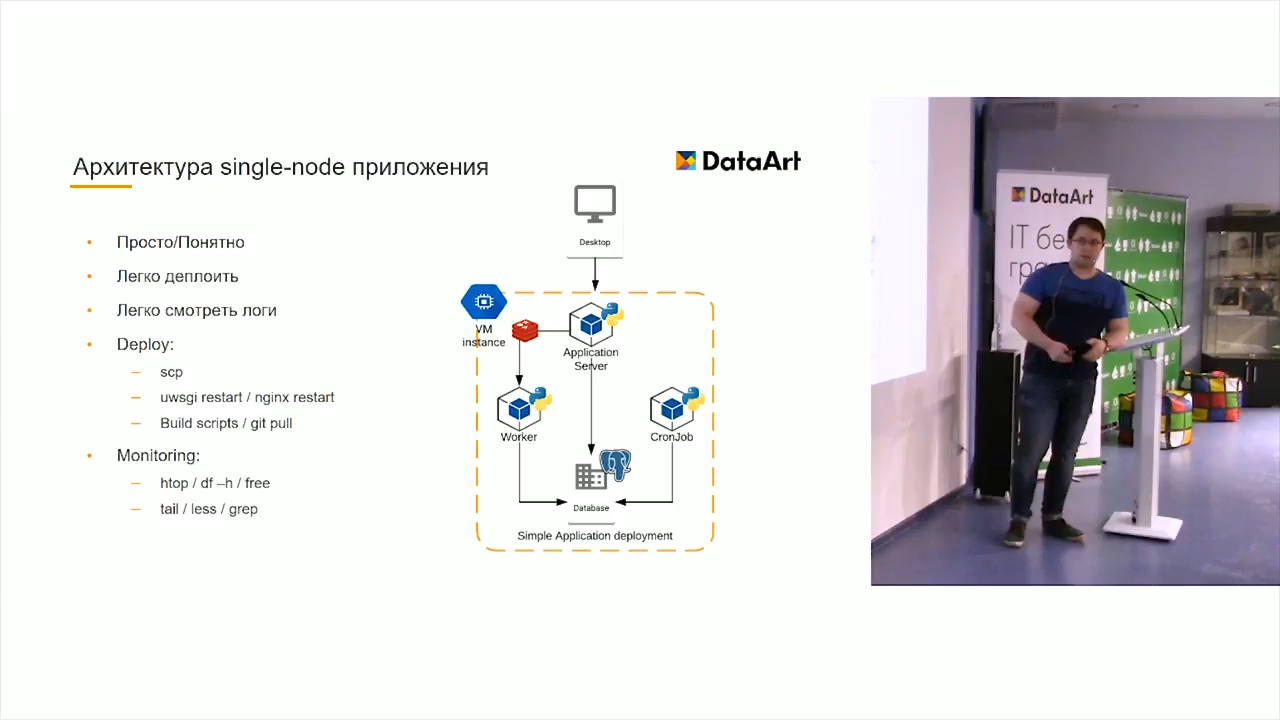 Архитектура single-node приложения
DataArt
Просто/Понятно
Легко деплоить
Легко смотреть логи
Deploy:
– scp
– uwsgi restart / nginx restart
– Build scripts / git pull
Monitoring:
– htop / df –h / free
– tail / less / grep
Desktop
VM
instance
Application
Server
Worker
CronJob
Database
Simple Application deployment
DataArt
IT бе
гра